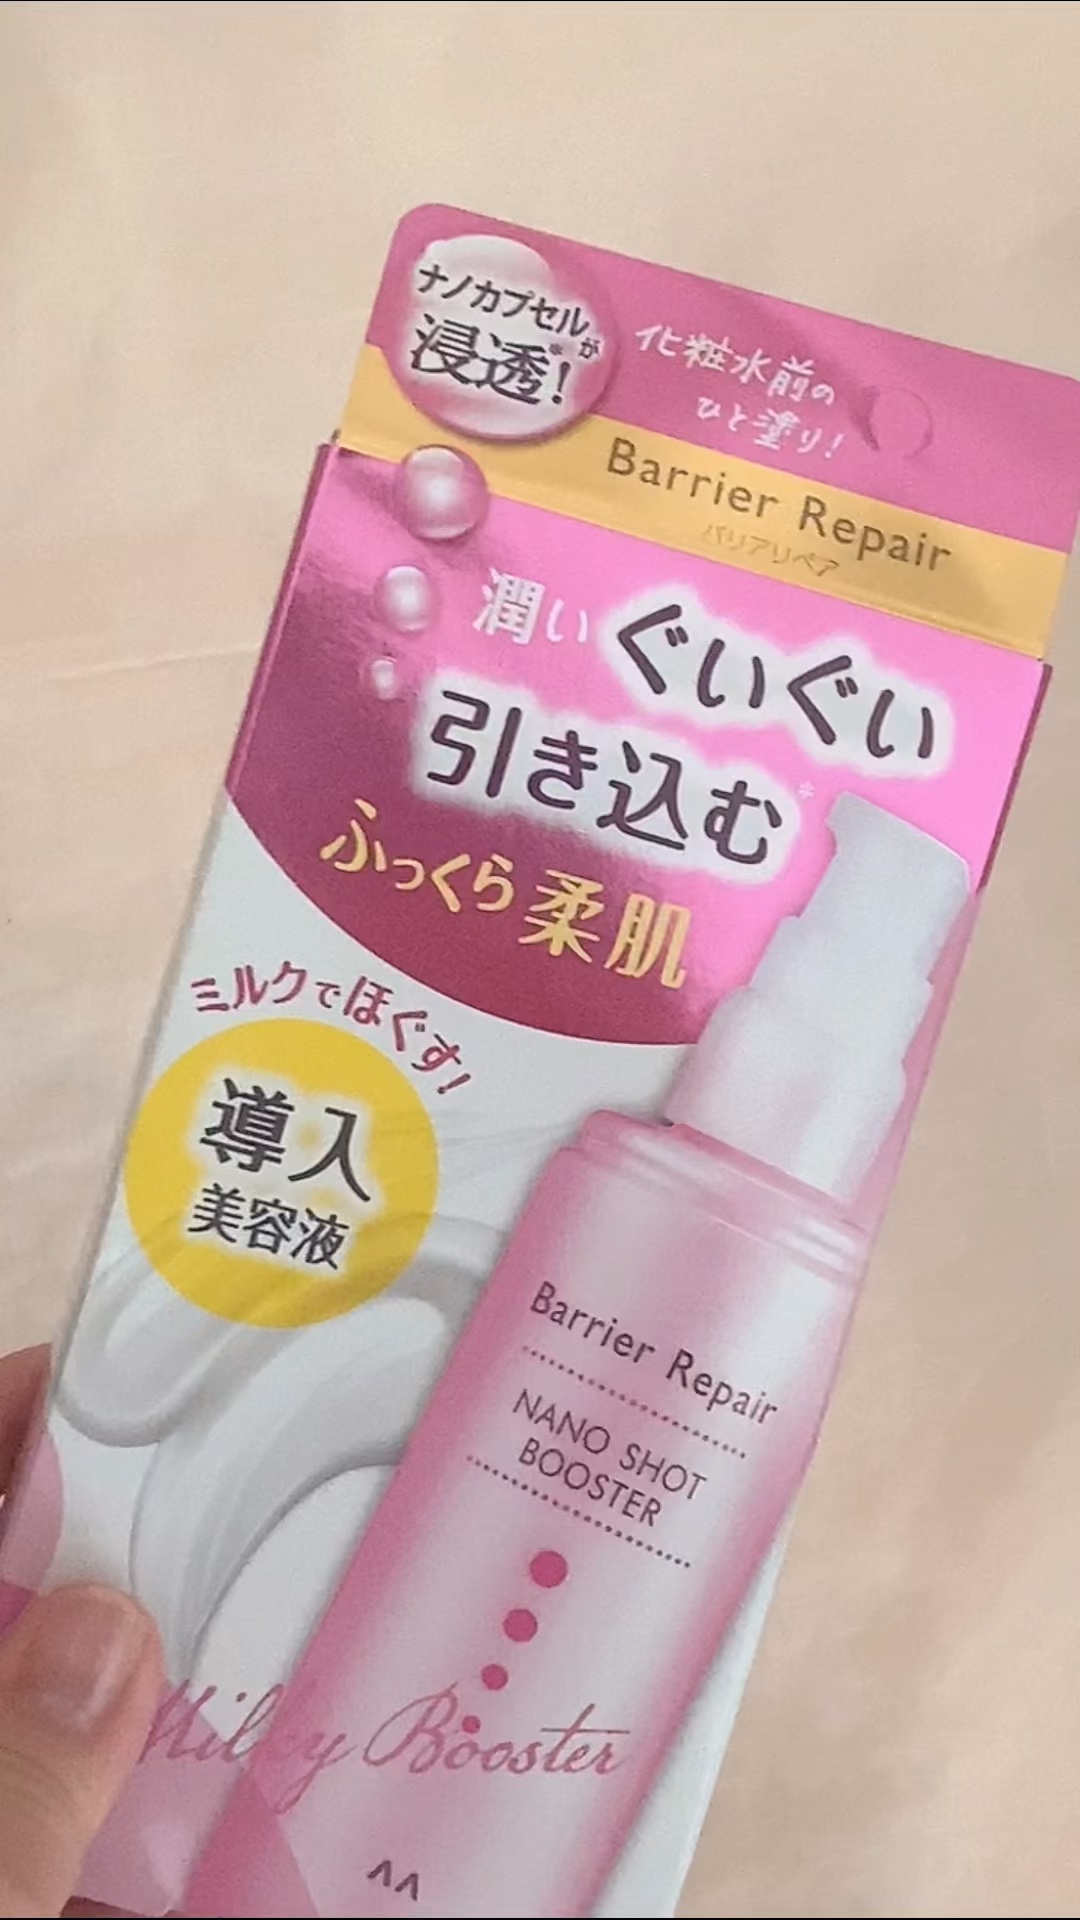 ナノカプセルが
浸透※!
化粧水前の
ひと塗り!
Barrier Repair
バリアリペア
潤いぐいぐい
引き込む※
ふっくら柔肌
ミルクでほぐす!
導入
美容液
Barrier Repair
NANO SHOT
BOOSTER
Milky Booster